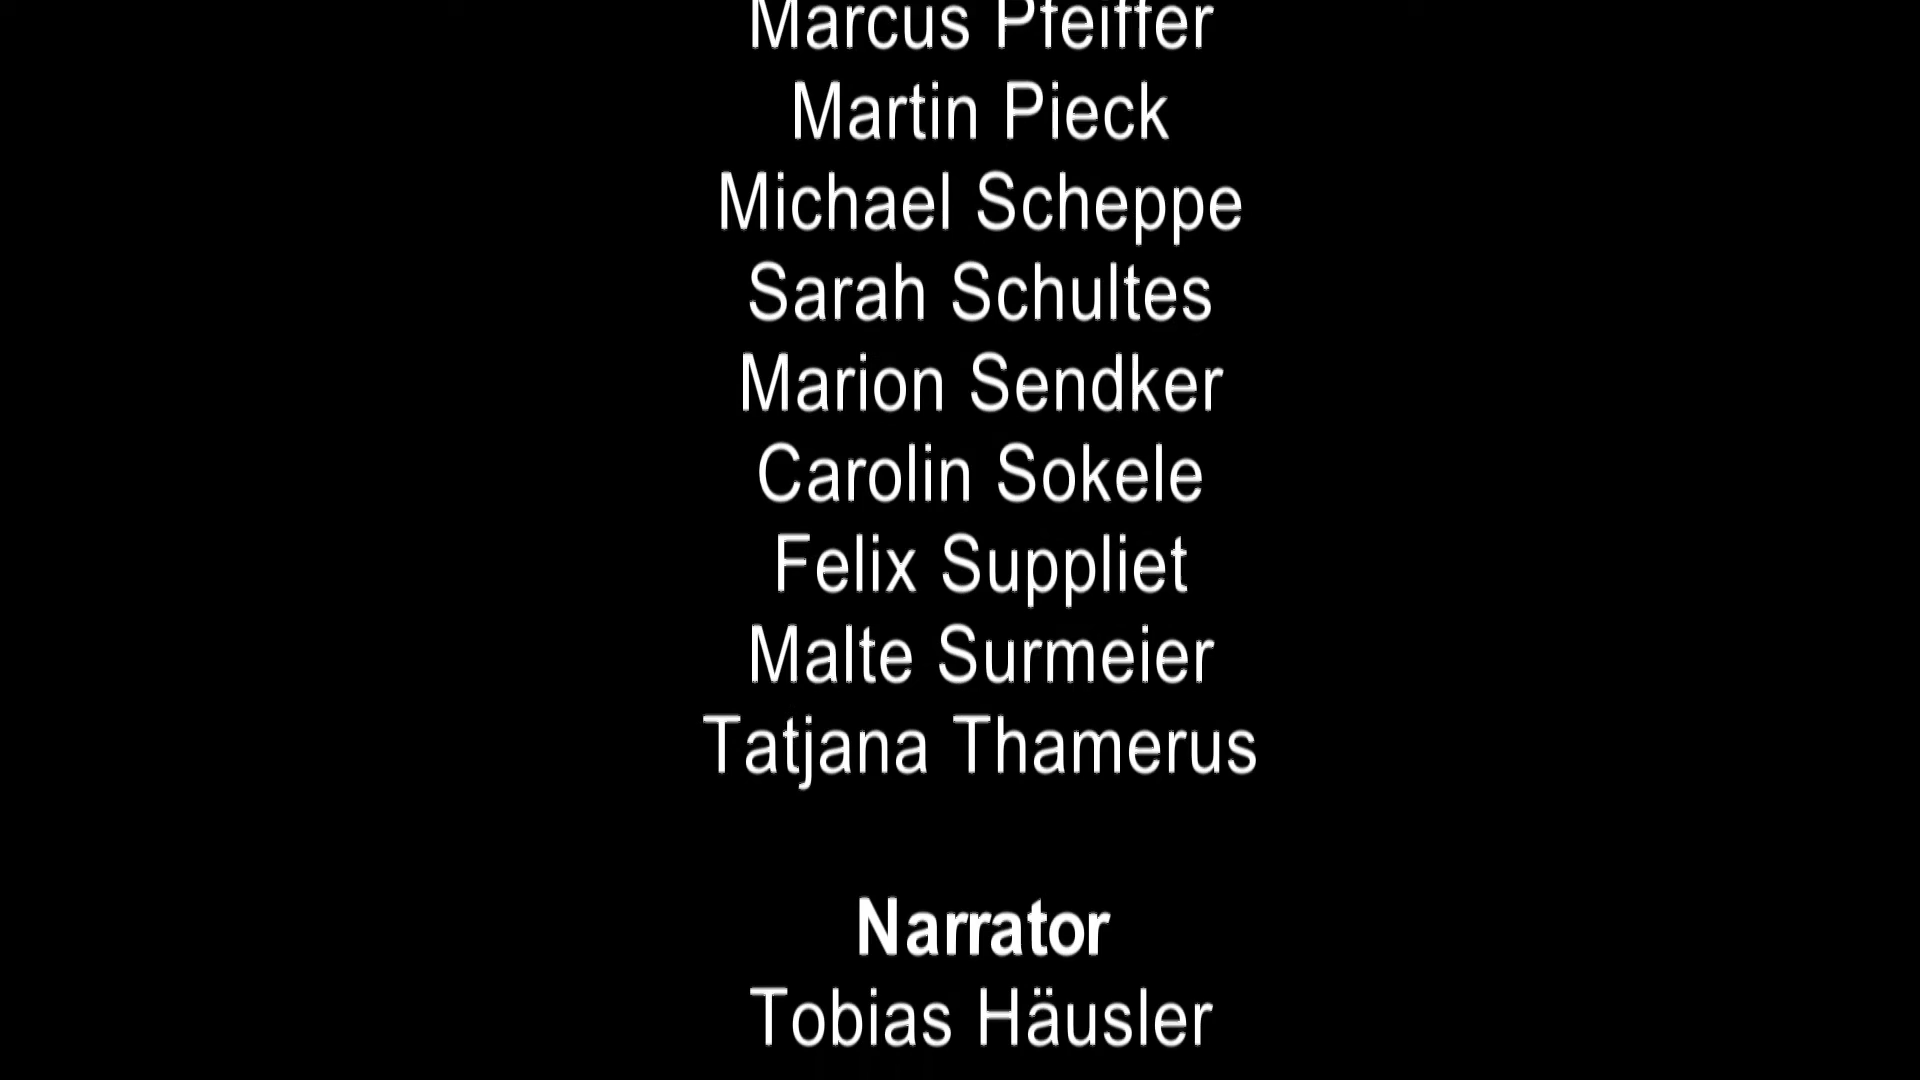 Marcus Pfeiffer
Martin Pieck
Michael Scheppe
Sarah Schultes
Marion Sendker
Carolin Sokele
Felix Suppliet
Malte Surmeier
Tatjana Thamerus
Narrator
Tobias Häusler